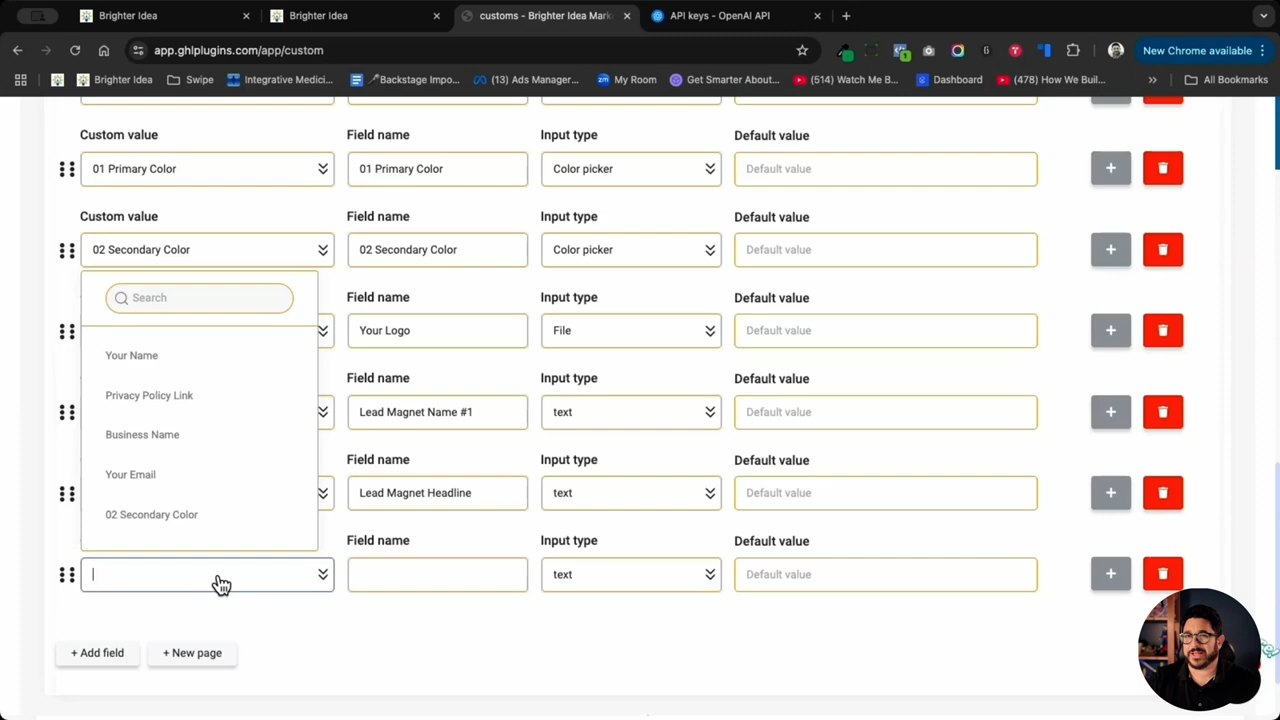 Brighter Idea
Brighter Idea
customs - Brighter Idea Mark
API keys - OpenAI API
app.ghlplugins.com/app/custom
New Chrome available
Brighter Idea
Swipe
Integrative Medici...
Backstage Impo...
(13) Ads Manager...
My Room
Get Smarter About...
(514) Watch Me B...
Dashboard
(478) How We Buil...
All Bookmarks
Custom value Field name Input type Default value
01 Primary Color 01 Primary Color Color picker Default value
Custom value Field name Input type Default value
02 Secondary Color 02 Secondary Color Color picker Default value
Search
Your Name
Privacy Policy Link
Business Name
Your Email
02 Secondary Color
Field name Input type Default value
Your Logo File Default value
Field name Input type Default value
Lead Magnet Name #1 text Default value
Field name Input type Default value
Lead Magnet Headline text Default value
Field name Input type Default value
text Default value
+ Add field + New page